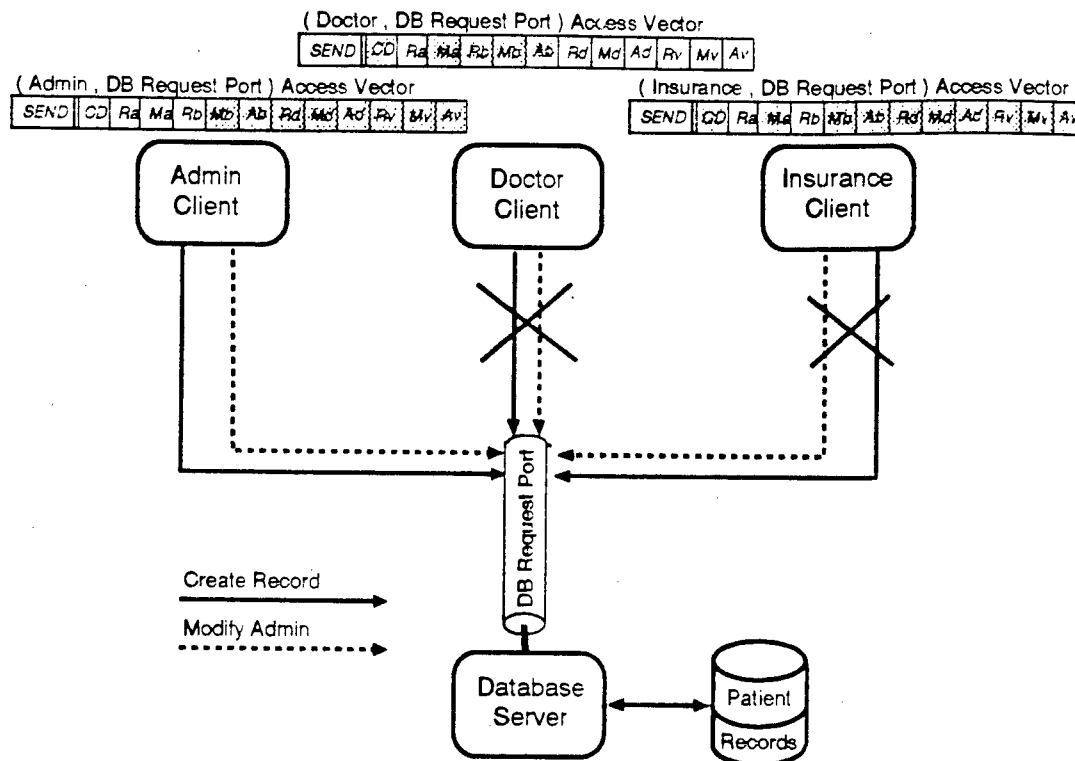 ( Doctor , DB Request Port ) Access Vector
SEND CD Ra Ma Rb Mb Ab Rd Md Ad Rv Mv Av
( Admin , DB Request Port ) Access Vector
SEND CD Ra Ma Rb Mb Ab Rd Md Ad Rv Mv Av
( Insurance , DB Request Port ) Access Vector
SEND CD Ra Ma Rb Mb Ab Rd Md Ad Rv Mv Av
Admin
Client
Doctor
Client
Insurance
Client
DB Request Port
Create Record
Modify Admin
Database
Server
Patient
Records